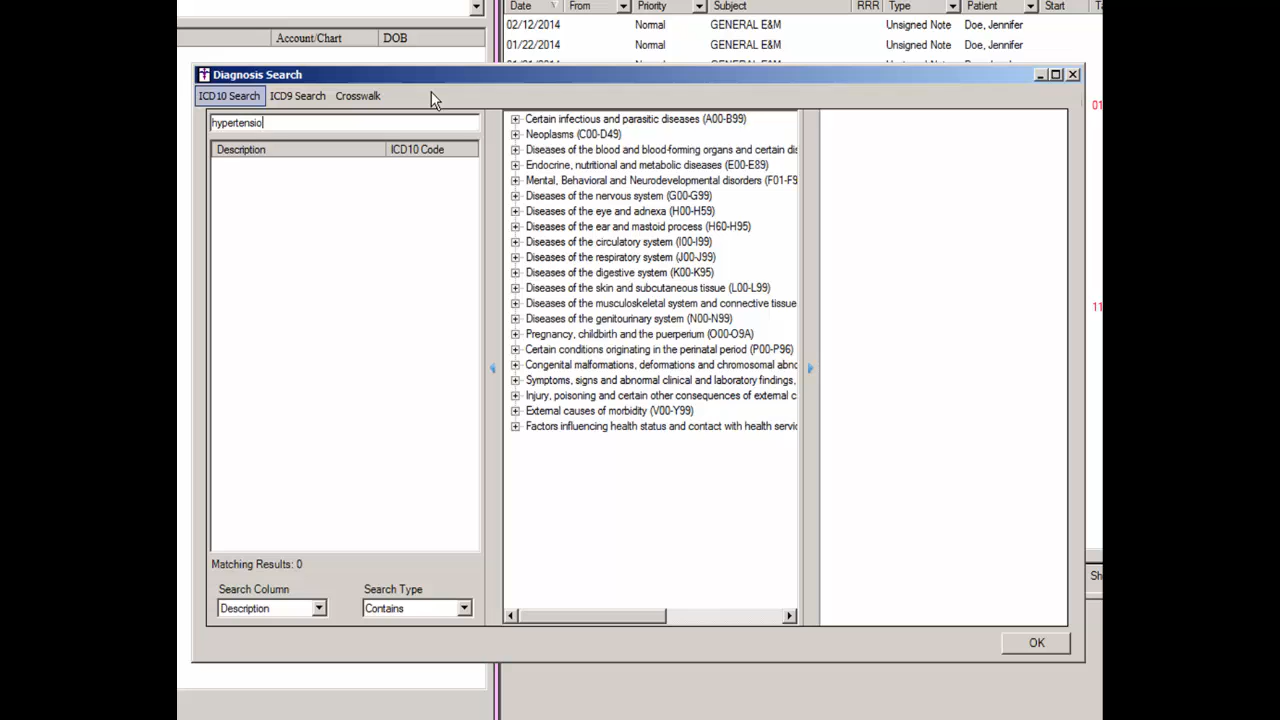 Date From Priority Subject RRR Type Patient Start
02/12/2014 Normal GENERAL E&M Unsigned Note Doe, Jennifer
Account/Chart DOB
01/22/2014 Normal GENERAL E&M Unsigned Note Doe, Jennifer
Diagnosis Search
ICD10 Search ICD9 Search Crosswalk
hypertensio
Description ICD10 Code
Matching Results: 0
Search Column Search Type
Description Contains
Certain infectious and parasitic diseases (A00-B99)
Neoplasms (C00-D49)
Diseases of the blood and blood-forming organs and certain dis
Endocrine, nutritional and metabolic diseases (E00-E89)
Mental, Behavioral and Neurodevelopmental disorders (F01-F9
Diseases of the nervous system (G00-G99)
Diseases of the eye and adnexa (H00-H59)
Diseases of the ear and mastoid process (H60-H95)
Diseases of the circulatory system (I00-I99)
Diseases of the respiratory system (J00-J99)
Diseases of the digestive system (K00-K95)
Diseases of the skin and subcutaneous tissue (L00-L99)
Diseases of the musculoskeletal system and connective tissue
Diseases of the genitourinary system (N00-N99)
Pregnancy, childbirth and the puerperium (O00-O9A)
Certain conditions originating in the perinatal period (P00-P96)
Congenital malformations, deformations and chromosomal abno
Symptoms, signs and abnormal clinical and laboratory findings,
Injury, poisoning and certain other consequences of external c
External causes of morbidity (V00-Y99)
Factors influencing health status and contact with health servic
01
11
Sh
OK